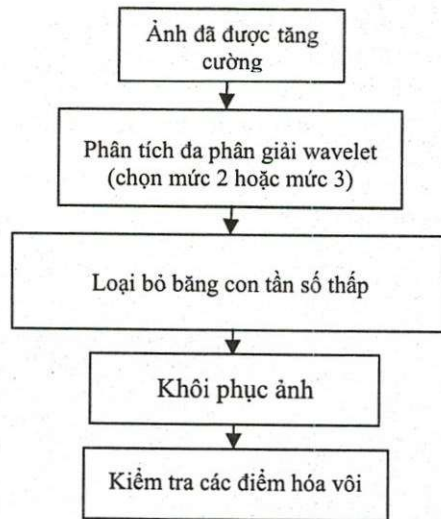 Ảnh đã được tăng
cường
Phân tích đa phân giải wavelet
(chọn mức 2 hoặc mức 3)
Loại bỏ băng con tần số thấp
Khôi phục ảnh
Kiểm tra các điểm hóa vôi